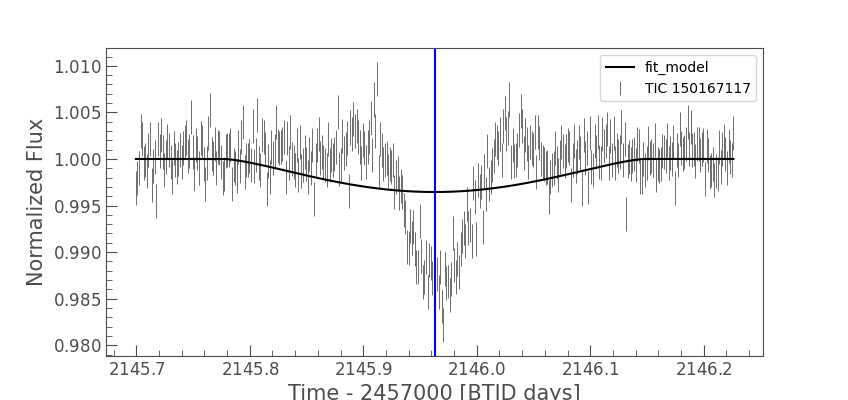 1.010
1.005
1.000
0.995
0.990
0.985
0.980
Normalized Flux
fit_model
TIC 150167117
2145.7 2145.8 2145.9 2146.0 2146.1 2146.2
Time - 2457000 [BTJD days]